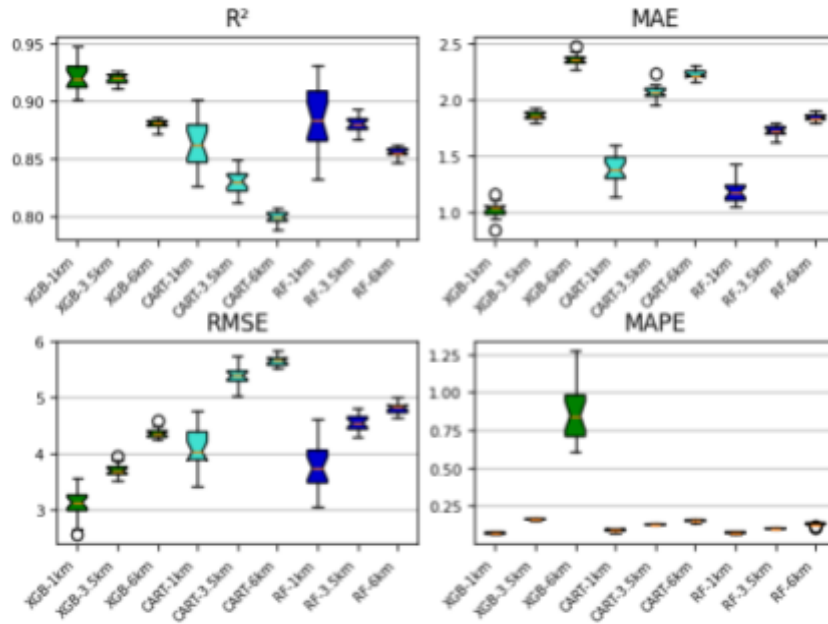 R²
MAE
0.95
0.90
0.85
0.80
2.5
2.0
1.5
1.0
XGB-1km
XGB-3.5km
XGB-6km
CART-1km
CART-3.5km
CART-6km
RF-1km
RF-3.5km
RF-6km
XGB-1km
XGB-3.5km
XGB-6km
CART-1km
CART-3.5km
CART-6km
RF-1km
RF-3.5km
RF-6km
RMSE
MAPE
6
5
4
3
1.25
1.00
0.75
0.50
0.25
XGB-1km
XGB-3.5km
XGB-6km
CART-1km
CART-3.5km
CART-6km
RF-1km
RF-3.5km
RF-6km
XGB-1km
XGB-3.5km
XGB-6km
CART-1km
CART-3.5km
CART-6km
RF-1km
RF-3.5km
RF-6km